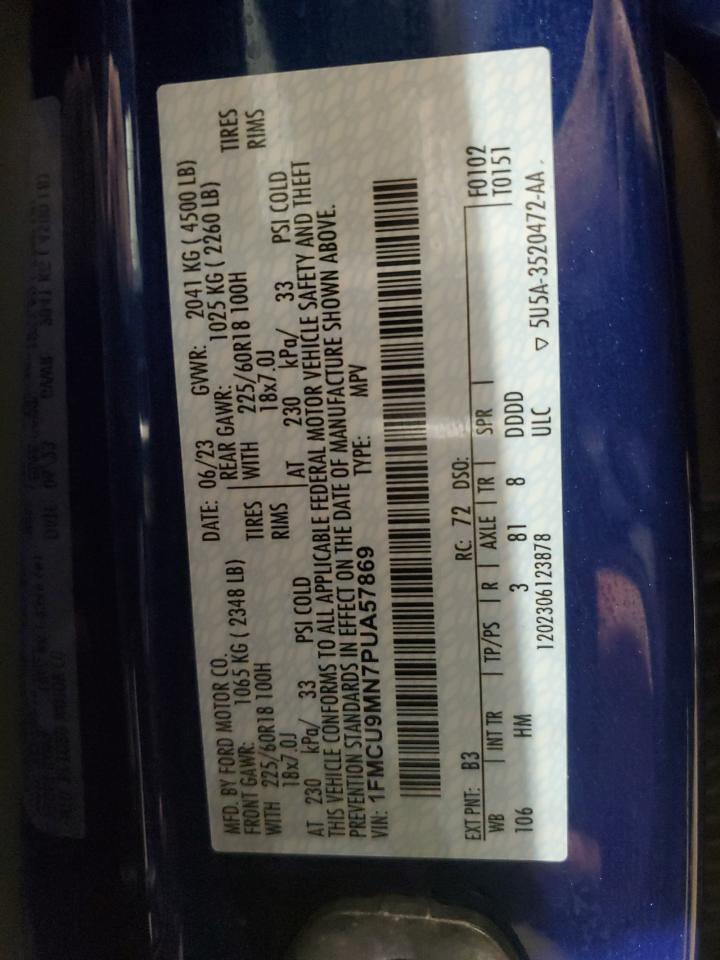 MFD. BY FORD MOTOR CO. DATE: 06/23 GVWR: 2041 KG ( 4500 LB)
FRONT GAWR: 1065 KG ( 2348 LB) REAR GAWR: 1025 KG ( 2260 LB)
WITH 225/60R18 100H TIRES WITH 225/60R18 100H TIRES
18x7.0J RIMS 18x7.0J RIMS
AT 230 kPa/ 33 PSI COLD AT 230 kPa/ 33 PSI COLD
THIS VEHICLE CONFORMS TO ALL APPLICABLE FEDERAL MOTOR VEHICLE SAFETY AND THEFT
PREVENTION STANDARDS IN EFFECT ON THE DATE OF MANUFACTURE SHOWN ABOVE.
VIN: 1FMCU9MN7PUA57869 TYPE: MPV
EXT PNT: B3 RC: 72 DSO: F0102
WB INT TR TP/PS R AXLE TR SPR T0151
106 HM 3 81 8 DDDD
1202306123878 ULC ▽ 5U5A-3520472-AA .